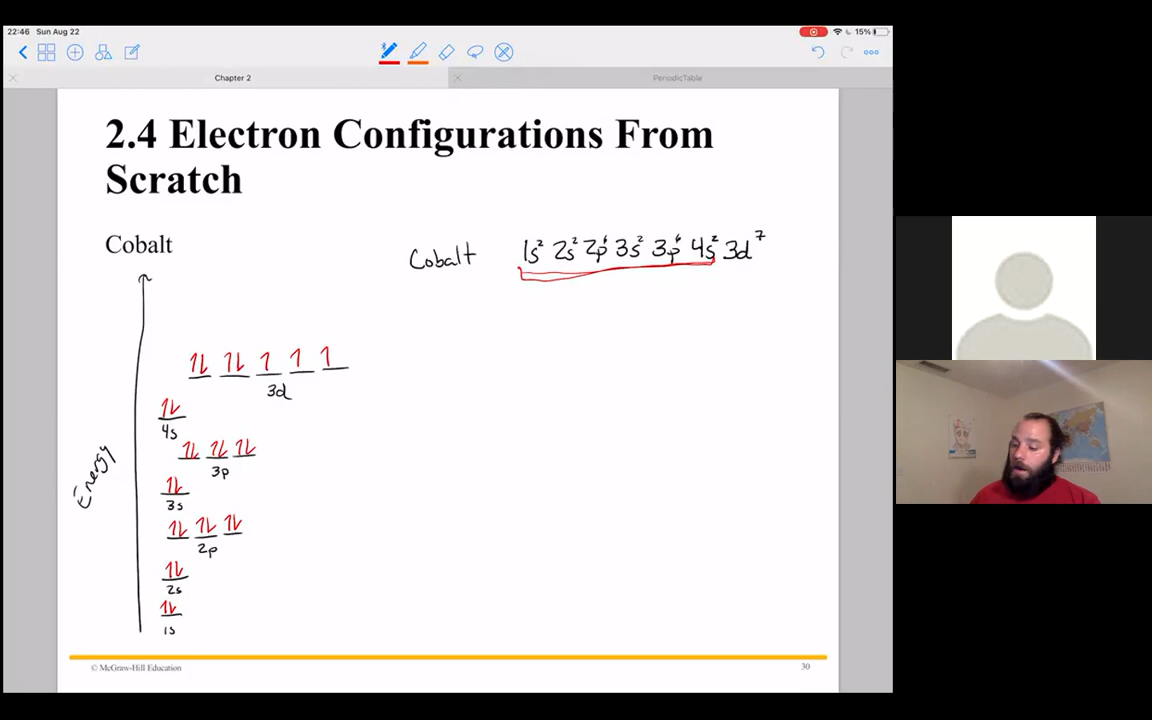 22:46 Sun Aug 22
15%
Chapter 2
PeriodicTable
2.4 Electron Configurations From
Scratch
Cobalt
Cobalt 1s² 2s² 2p⁶ 3s² 3p⁶ 4s² 3d⁷
3d
4s
3p
Energy
3s
2p
2s
1s
© McGraw-Hill Education
30